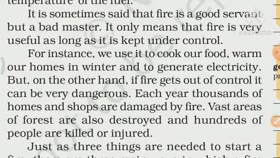 temperature of the fuel.
It is sometimes said that fire is a good servant
but a bad master. It only means that fire is very
useful as long as it is kept under control.
For instance, we use it to cook our food, warm
our homes in winter and to generate electricity.
But, on the other hand, if fire gets out of control it
can be very dangerous. Each year thousands of
homes and shops are damaged by fire. Vast areas
of forest are also destroyed and hundreds of
people are killed or injured.
Just as three things are needed to start a